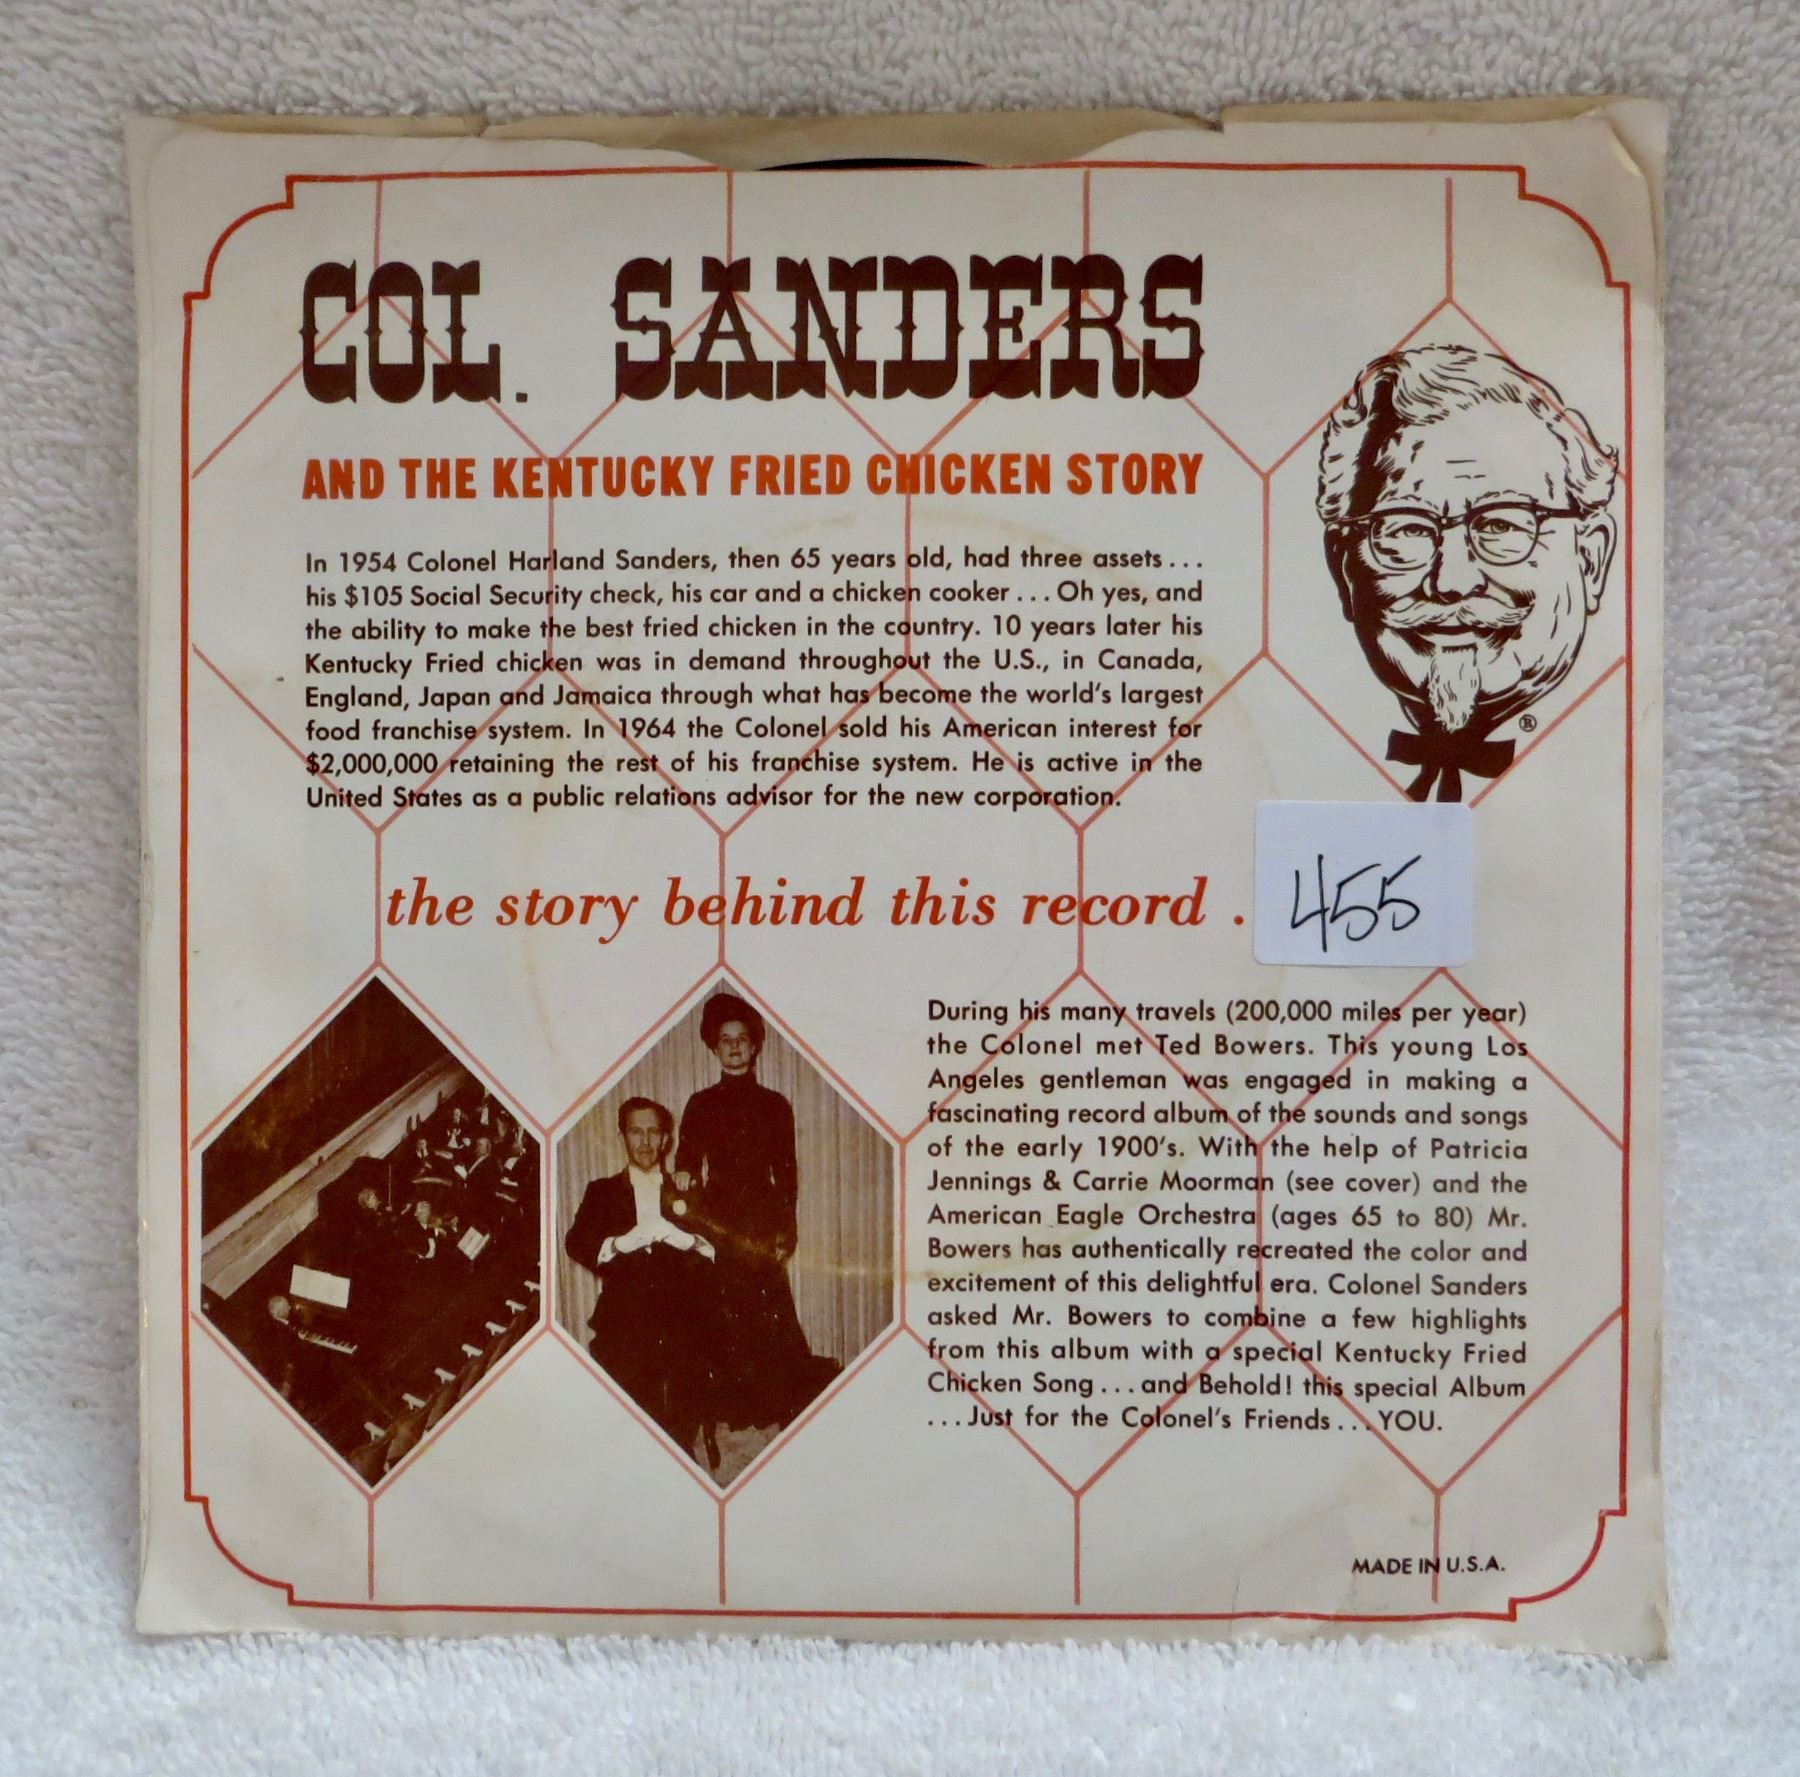 COL. SANDERS
AND THE KENTUCKY FRIED CHICKEN STORY
In 1954 Colonel Harland Sanders, then 65 years old, had three assets...
his $105 Social Security check, his car and a chicken cooker... Oh yes, and
the ability to make the best fried chicken in the country. 10 years later his
Kentucky Fried chicken was in demand throughout the U.S., in Canada,
England, Japan and Jamaica through what has become the world's largest
food franchise system. In 1964 the Colonel sold his American interest for
$2,000,000 retaining the rest of his franchise system. He is active in the
United States as a public relations advisor for the new corporation.
®
the story behind this record .
455
During his many travels (200,000 miles per year)
the Colonel met Ted Bowers. This young Los
Angeles gentleman was engaged in making a
fascinating record album of the sounds and songs
of the early 1900's. With the help of Patricia
Jennings & Carrie Moorman (see cover) and the
American Eagle Orchestra (ages 65 to 80) Mr.
Bowers has authentically recreated the color and
excitement of this delightful era. Colonel Sanders
asked Mr. Bowers to combine a few highlights
from this album with a special Kentucky Fried
Chicken Song...and Behold! this special Album
...Just for the Colonel's Friends...YOU.
MADE IN U.S.A.